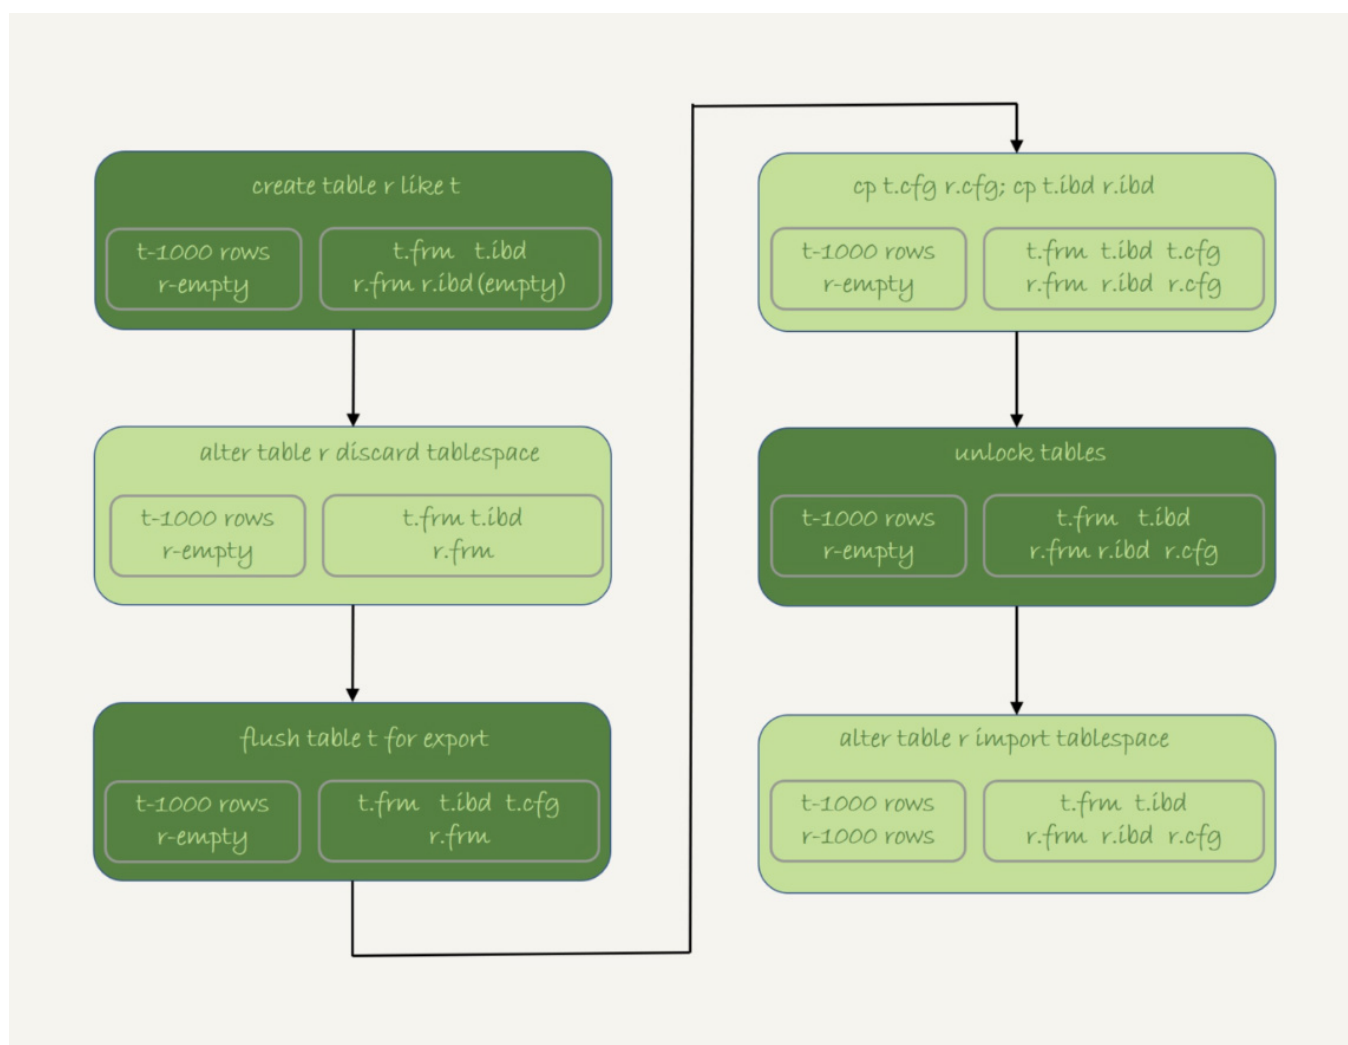 create table r like t
t-1000 rows
r-empty
t.frm t.ibd
r.frm r.ibd(empty)
alter table r discard tablespace
t-1000 rows
r-empty
t.frm t.ibd
r.frm
flush table t for export
t-1000 rows
r-empty
t.frm t.ibd t.cfg
r.frm
cp t.cfg r.cfg; cp t.ibd r.ibd
t-1000 rows
r-empty
t.frm t.ibd t.cfg
r.frm r.ibd r.cfg
unlock tables
t-1000 rows
r-empty
t.frm t.ibd
r.frm r.ibd r.cfg
alter table r import tablespace
t-1000 rows
r-1000 rows
t.frm t.ibd
r.frm r.ibd r.cfg